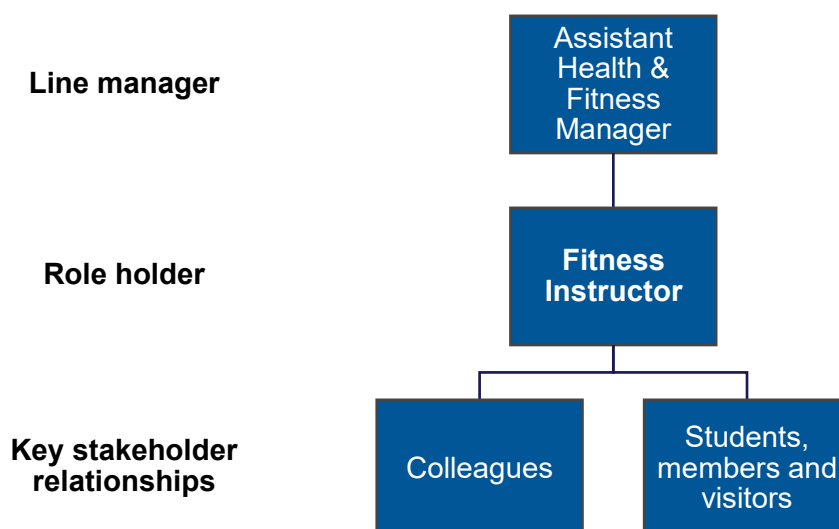 Line manager
Assistant
Health &
Fitness
Manager
Role holder
Fitness
Instructor
Key stakeholder
relationships
Colleagues
Students,
members and
visitors